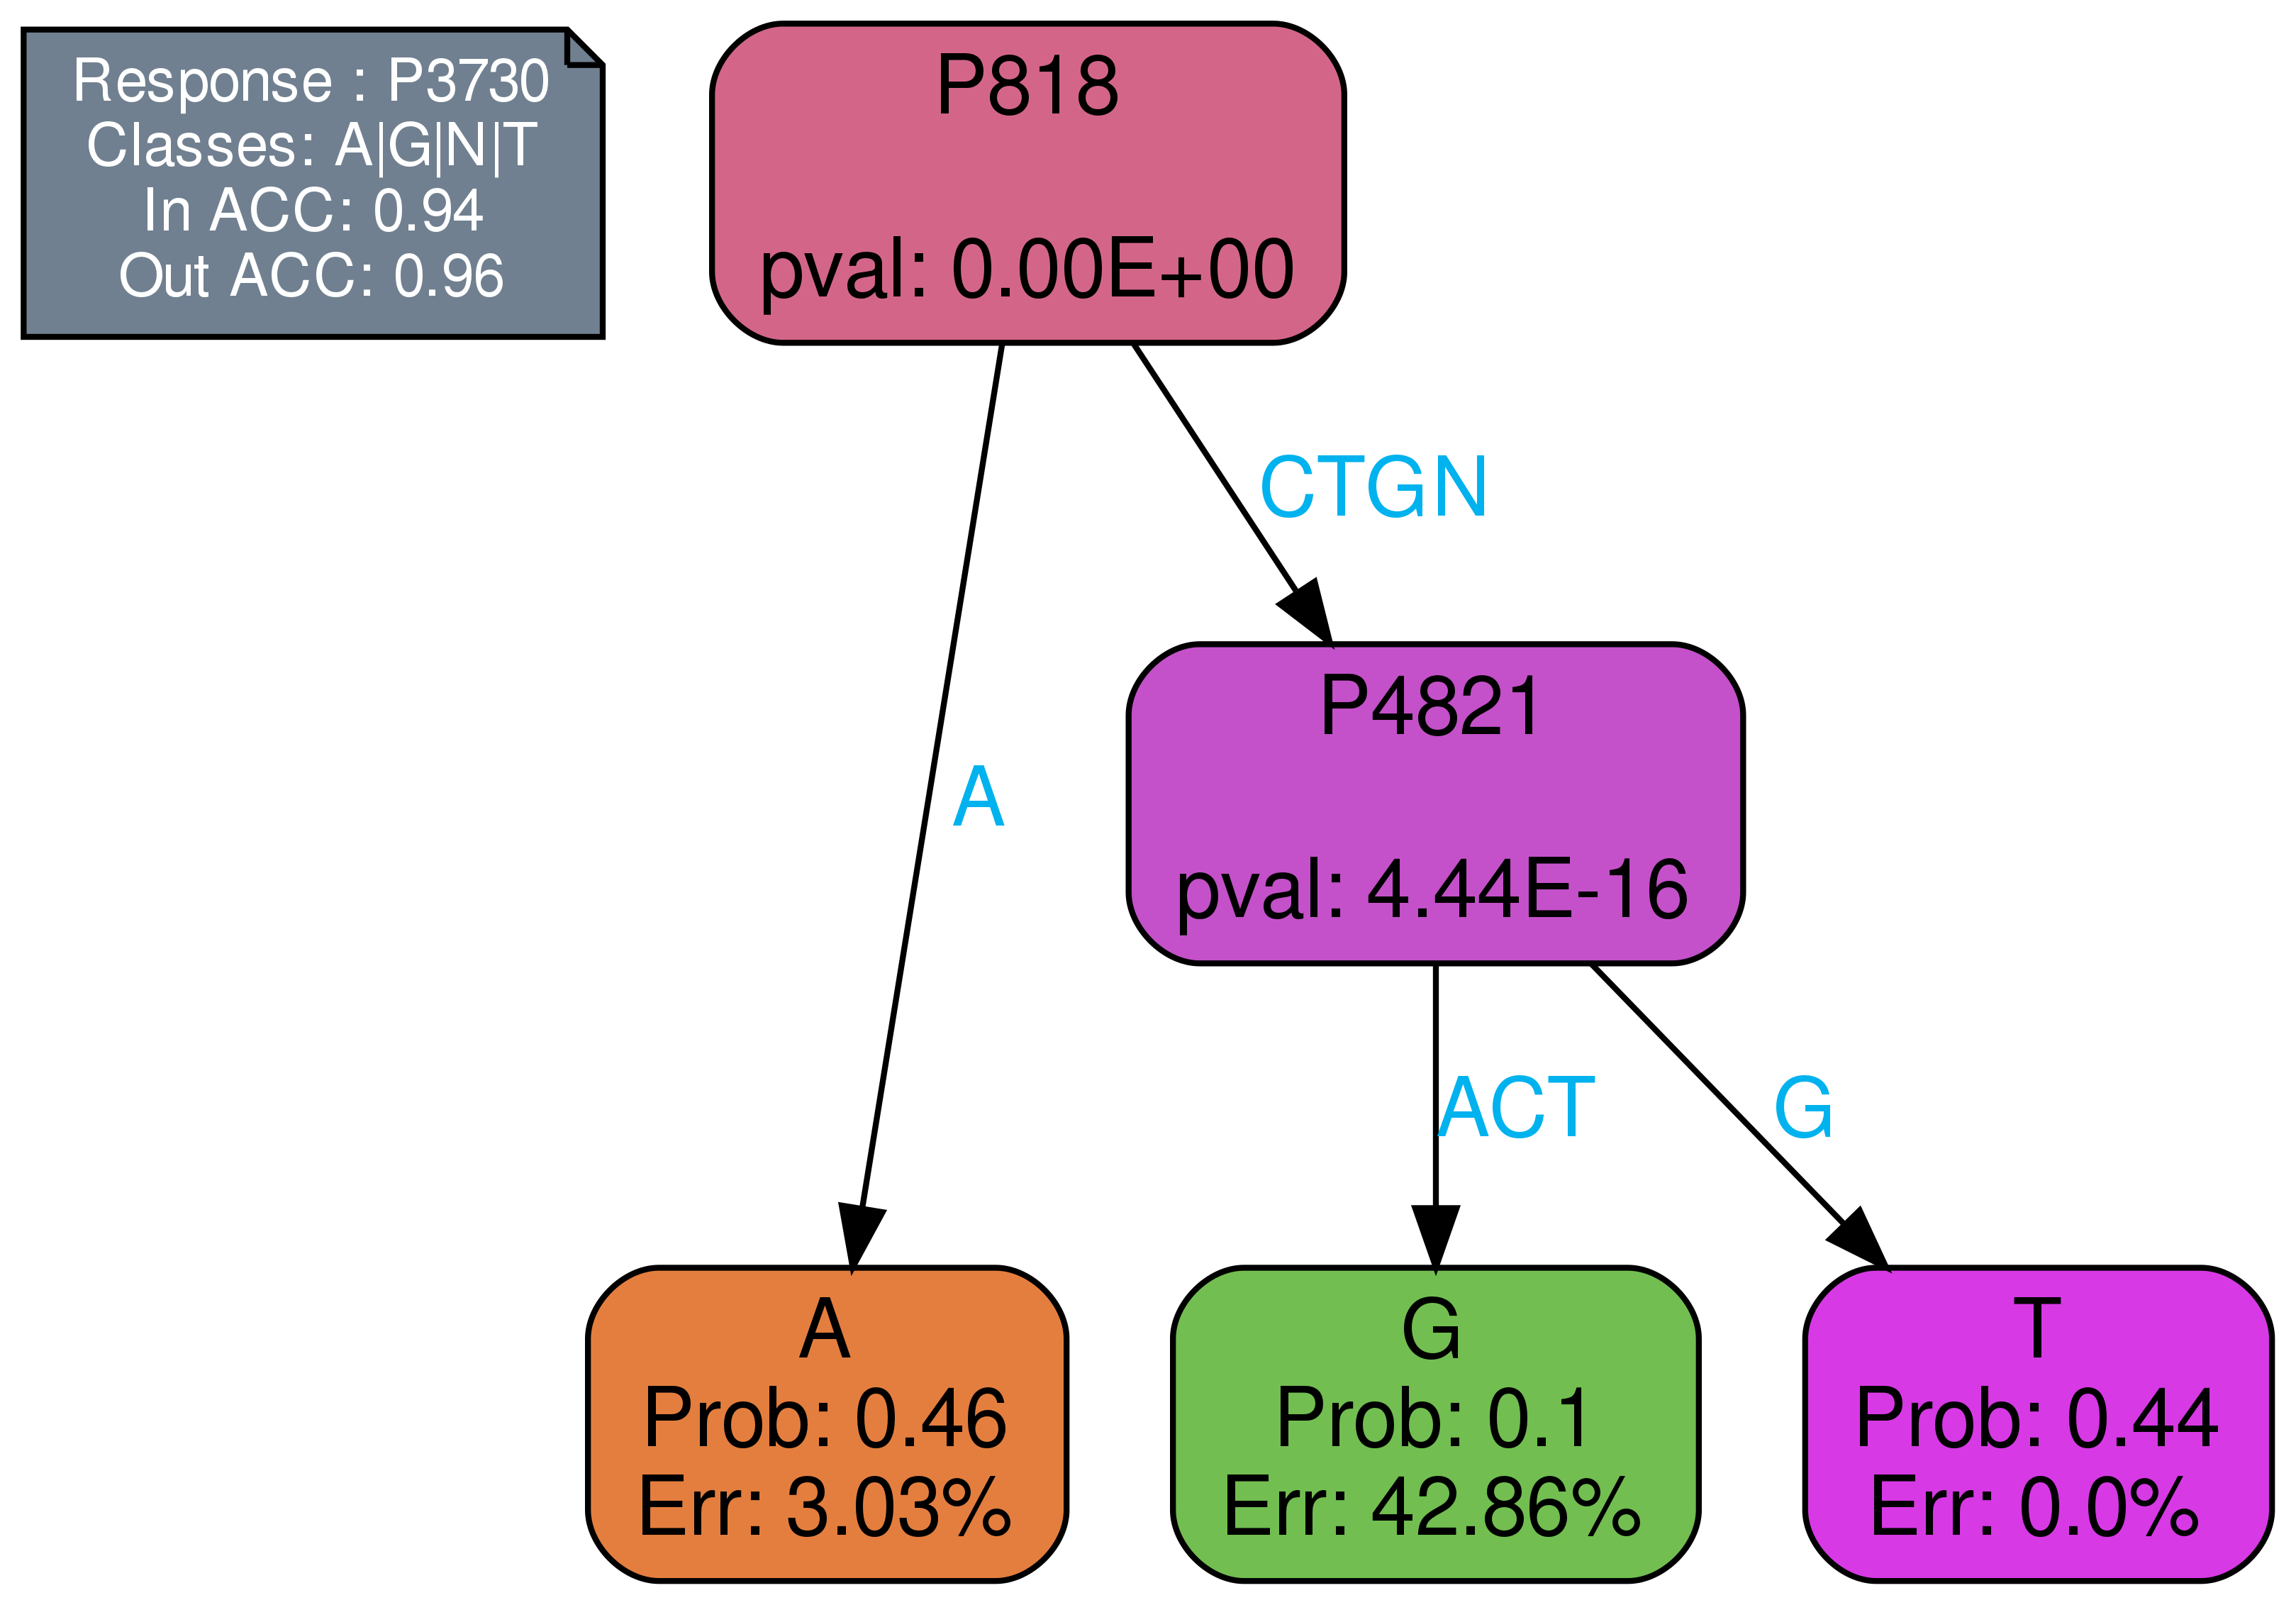 Response : P3730
Classes: A|G|N|T
In ACC: 0.94
Out ACC: 0.96
P818
pval: 0.00E+00
CTGN
A
P4821
pval: 4.44E-16
ACT
G
A
Prob: 0.46
Err: 3.03%
G
Prob: 0.1
Err: 42.86%
T
Prob: 0.44
Err: 0.0%